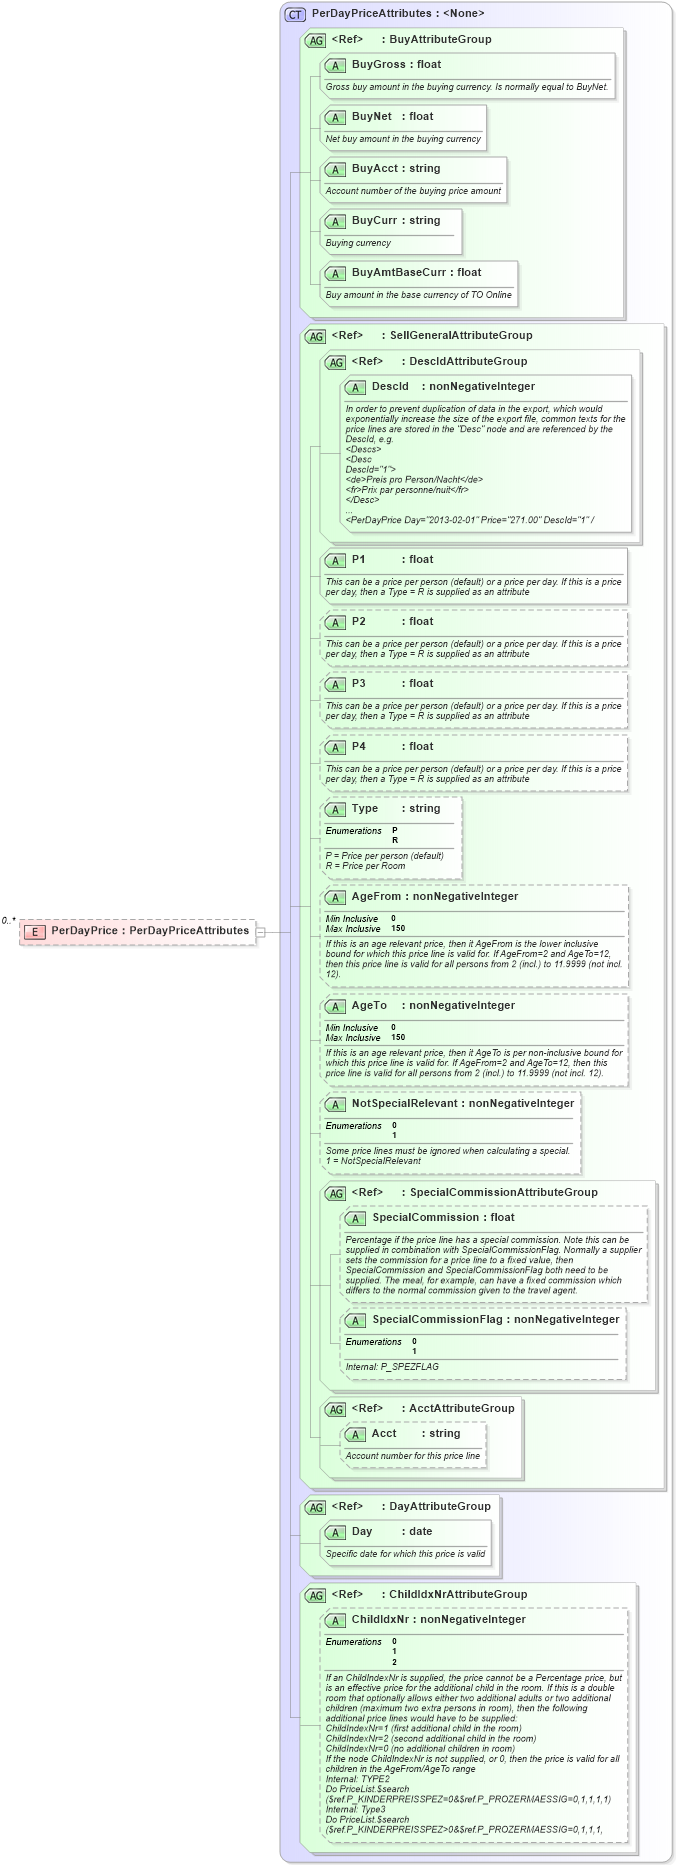 CT PerDayPriceAttributes : <None>
AG <Ref> : BuyAttributeGroup
A BuyGross : float
Gross buy amount in the buying currency. Is normally equal to BuyNet.
A BuyNet : float
Net buy amount in the buying currency
A BuyAcct : string
Account number of the buying price amount
A BuyCurr : string
Buying currency
A BuyAmtBaseCurr : float
Buy amount in the base currency of TO Online
AG <Ref> : SellGeneralAttributeGroup
AG <Ref> : DescIdAttributeGroup
A DescId : nonNegativeInteger
In order to prevent duplication of data in the export, which would
exponentially increase the size of the export file, common texts for the
price lines are stored in the "Desc" node and are referenced by the
DescId, e.g.
<Descs>
<Desc
DescId="1">
<de>Preis pro Person/Nacht</de>
<fr>Prix par personne/nuit</fr>
</Desc>
...
<PerDayPrice Day="2013-02-01" Price="271.00" DescId="1" /
A P1 : float
This can be a price per person (default) or a price per day. If this is a price
per day, then a Type = R is supplied as an attribute
A P2 : float
This can be a price per person (default) or a price per day. If this is a price
per day, then a Type = R is supplied as an attribute
A P3 : float
This can be a price per person (default) or a price per day. If this is a price
per day, then a Type = R is supplied as an attribute
A P4 : float
This can be a price per person (default) or a price per day. If this is a price
per day, then a Type = R is supplied as an attribute
A Type : string
Enumerations P
R
P = Price per person (default)
R = Price per Room
A AgeFrom : nonNegativeInteger
Min Inclusive 0
Max Inclusive 150
0..*
E PerDayPrice : PerDayPriceAttributes
If this is an age relevant price, then it AgeFrom is the lower inclusive
bound for which this price line is valid for. If AgeFrom=2 and AgeTo=12,
then this price line is valid for all persons from 2 (incl.) to 11.9999 (not incl.
12).
A AgeTo : nonNegativeInteger
Min Inclusive 0
Max Inclusive 150
If this is an age relevant price, then it AgeTo is per non-inclusive bound for
which this price line is valid for. If AgeFrom=2 and AgeTo=12, then this
price line is valid for all persons from 2 (incl.) to 11.9999 (not incl. 12).
A NotSpecialRelevant : nonNegativeInteger
Enumerations 0
1
Some price lines must be ignored when calculating a special.
1 = NotSpecialRelevant
AG <Ref> : SpecialCommissionAttributeGroup
A SpecialCommission : float
Percentage if the price line has a special commission. Note this can be
supplied in combination with SpecialCommissionFlag. Normally a supplier
sets the commission for a price line to a fixed value, then
SpecialCommission and SpecialCommissionFlag both need to be
supplied. The meal, for example, can have a fixed commission which
differs to the normal commission given to the travel agent.
A SpecialCommissionFlag : nonNegativeInteger
Enumerations 0
1
Internal: P_SPEZFLAG
AG <Ref> : AcctAttributeGroup
A Acct : string
Account number for this price line
AG <Ref> : DayAttributeGroup
A Day : date
Specific date for which this price is valid
AG <Ref> : ChildIdxNrAttributeGroup
A ChildIdxNr : nonNegativeInteger
Enumerations 0
1
2
If an ChildIndexNr is supplied, the price cannot be a Percentage price, but
is an effective price for the additional child in the room. If this is a double
room that optionally allows either two additional adults or two additional
children (maximum two extra persons in room), then the following
additional price lines would have to be supplied:
ChildIndexNr=1 (first additional child in the room)
ChildIndexNr=2 (second additional child in the room)
ChildIndexNr=0 (no additional children in room)
If the node ChildIndexNr is not supplied, or 0, then the price is valid for all
children in the AgeFrom/AgeTo range
Internal: TYPE2
Do PriceList.$search
($ref.P_KINDERPREISSPEZ=0&$ref.P_PROZERMAESSIG=0,1,1,1,1)
Internal: Type3
Do PriceList.$search
($ref.P_KINDERPREISSPEZ>0&$ref.P_PROZERMAESSIG=0,1,1,1,